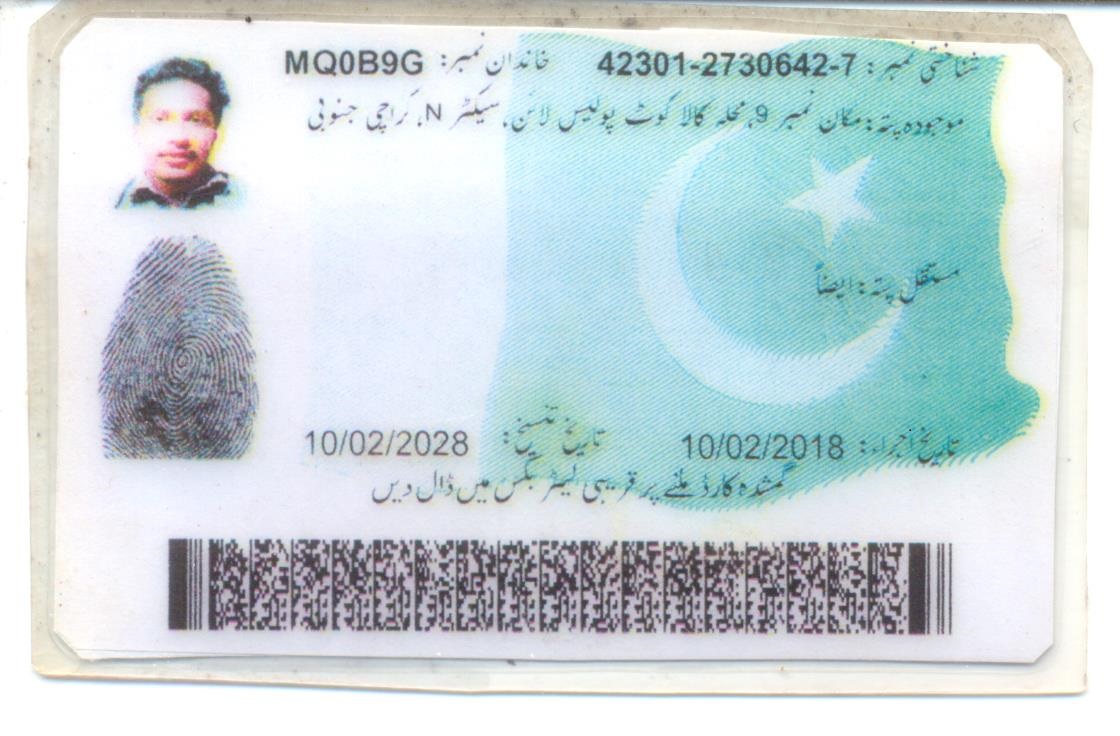 شناختی نمبر: 42301-2730642-7 خاندان نمبر: MQ0B9G
موجودہ پتہ: مکان نمبر 9, محلہ کالا کوٹ پولیس لائن, سیکٹر N, کراچی جنوبی
مستقل پتہ: ایضاً
تاریخ اجراء: 10/02/2018 تاریخ تنسیخ: 10/02/2028
گمشدہ کارڈ ملنے پر قریبی لیٹر بکس میں ڈال دیں